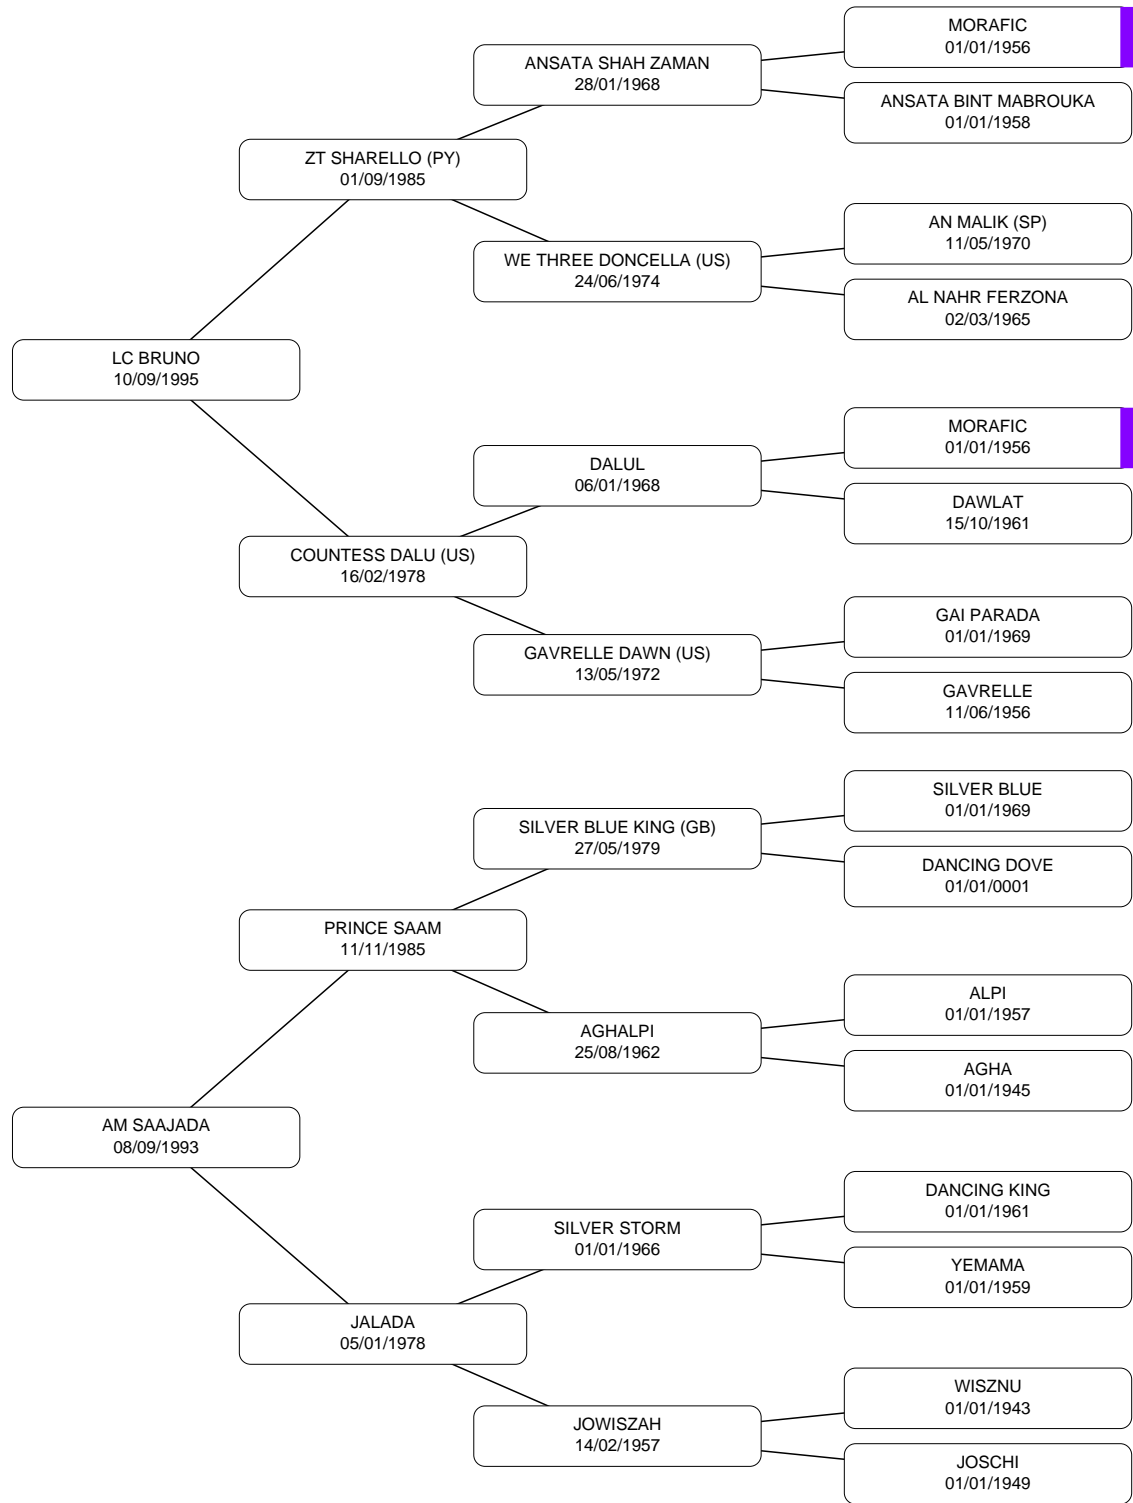 MORAFIC
01/01/1956
ANSATA SHAH ZAMAN
28/01/1968
ANSATA BINT MABROUKA
01/01/1958
ZT SHARELLO (PY)
01/09/1985
AN MALIK (SP)
11/05/1970
WE THREE DONCELLA (US)
24/06/1974
AL NAHR FERZONA
02/03/1965
LC BRUNO
10/09/1995
MORAFIC
01/01/1956
DALUL
06/01/1968
DAWLAT
15/10/1961
COUNTESS DALU (US)
16/02/1978
GAI PARADA
01/01/1969
GAVRELLE DAWN (US)
13/05/1972
GAVRELLE
11/06/1956
SILVER BLUE
01/01/1969
SILVER BLUE KING (GB)
27/05/1979
DANCING DOVE
01/01/0001
PRINCE SAAM
11/11/1985
ALPI
01/01/1957
AGHALPI
25/08/1962
AGHA
01/01/1945
AM SAAJADA
08/09/1993
DANCING KING
01/01/1961
SILVER STORM
01/01/1966
YEMAMA
01/01/1959
JALADA
05/01/1978
WISZNU
01/01/1943
JOWISZAH
14/02/1957
JOSCHI
01/01/1949